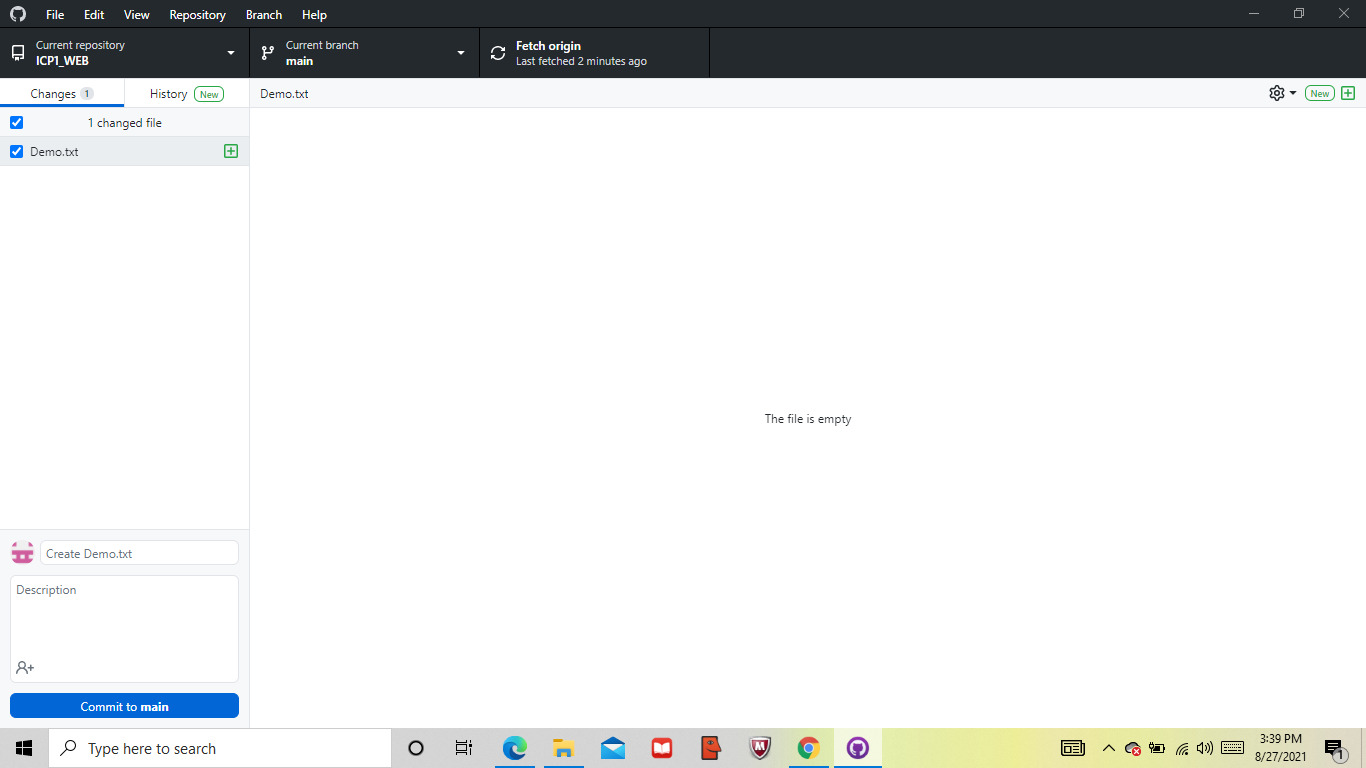 File Edit View Repository Branch Help
Current repository
ICP1_WEB
Current branch
main
Fetch origin
Last fetched 2 minutes ago
Changes 1
History New
Demo.txt
New
1 changed file
Demo.txt
The file is empty
Create Demo.txt
Description
Commit to main
Type here to search
3:39 PM
8/27/2021
1